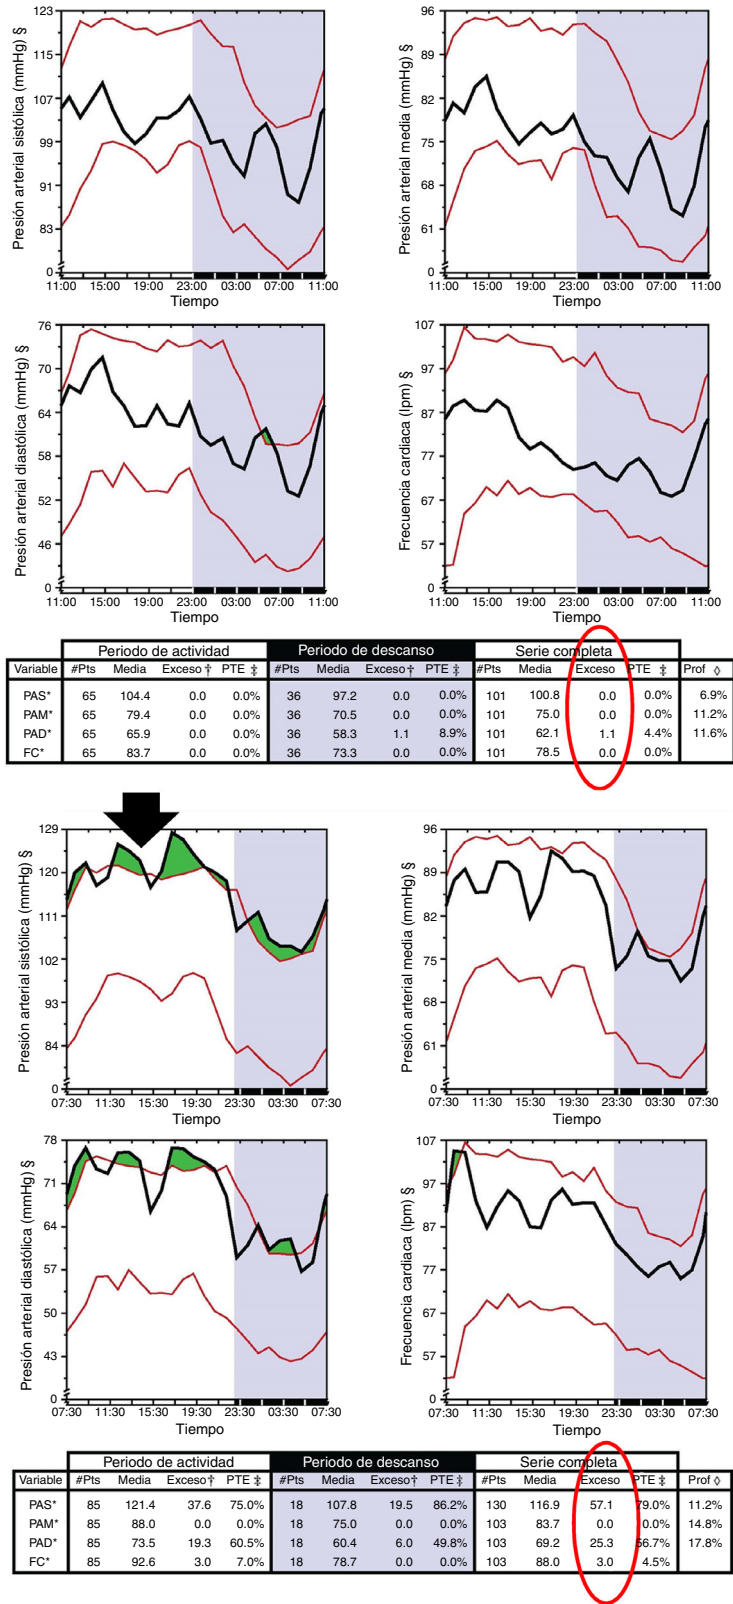 Presión arterial sistólica (mmHg) §
123
115
107
99
91
83
0
11:00 15:00 19:00 23:00 03:00 07:00 11:00
Tiempo
Presión arterial media (mmHg) §
96
89
82
75
68
61
0
11:00 15:00 19:00 23:00 03:00 07:00 11:00
Tiempo
Presión arterial diastólica (mmHg) §
76
70
64
58
52
46
0
11:00 15:00 19:00 23:00 03:00 07:00 11:00
Tiempo
Frecuencia cardiaca (lpm) §
107
97
87
77
67
57
0
11:00 15:00 19:00 23:00 03:00 07:00 11:00
Tiempo
Periodo de actividad Periodo de descanso Serie completa
Variable #Pts Media Exceso † PTE ‡ #Pts Media Exceso † PTE ‡ #Pts Media Exceso PTE ‡ Prof ◊
PAS* 65 104.4 0.0 0.0% 36 97.2 0.0 0.0% 101 100.8 0.0 0.0% 6.9%
PAM* 65 79.4 0.0 0.0% 36 70.5 0.0 0.0% 101 75.0 0.0 0.0% 11.2%
PAD* 65 65.9 0.0 0.0% 36 58.3 1.1 8.9% 101 62.1 1.1 4.4% 11.6%
FC* 65 83.7 0.0 0.0% 36 73.3 0.0 0.0% 101 78.5 0.0 0.0%
Presión arterial sistólica (mmHg) §
129
120
111
102
93
84
0
07:30 11:30 15:30 19:30 23:30 03:30 07:30
Tiempo
Presión arterial media (mmHg) §
96
89
82
75
68
61
0
07:30 11:30 15:30 19:30 23:30 03:30 07:30
Tiempo
Presión arterial diastólica (mmHg) §
78
71
64
57
50
43
0
07:30 11:30 15:30 19:30 23:30 03:30 07:30
Tiempo
Frecuencia cardiaca (lpm) §
107
97
87
77
67
57
0
07:30 11:30 15:30 19:30 23:30 03:30 07:30
Tiempo
Periodo de actividad Periodo de descanso Serie completa
Variable #Pts Media Exceso † PTE ‡ #Pts Media Exceso † PTE ‡ #Pts Media Exceso PTE ‡ Prof ◊
PAS* 85 121.4 37.6 75.0% 18 107.8 19.5 86.2% 130 116.9 57.1 79.0% 11.2%
PAM* 85 88.0 0.0 0.0% 18 75.0 0.0 0.0% 103 83.7 0.0 0.0% 14.8%
PAD* 85 73.5 19.3 60.5% 18 60.4 6.0 49.8% 103 69.2 25.3 56.7% 17.8%
FC* 85 92.6 3.0 7.0% 18 78.7 0.0 0.0% 103 88.0 3.0 4.5%